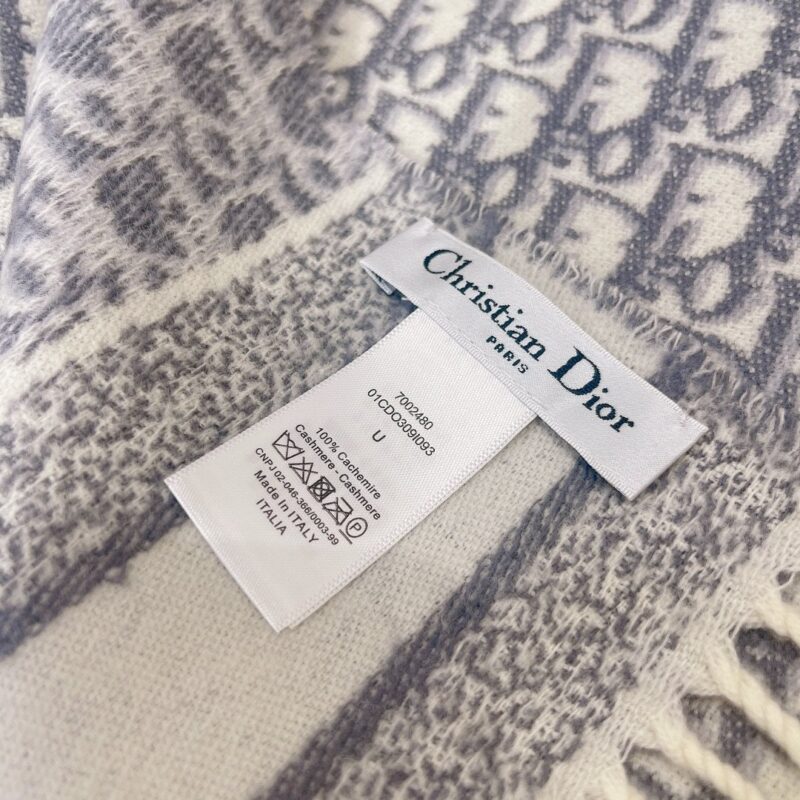 Christian Dior
PARIS
7002480
01CDO309I093
U
100% Cachemire
Cashmere - Cashmere
P
CNPJ 02-046-366/0003-99
Made In ITALY
ITALIA